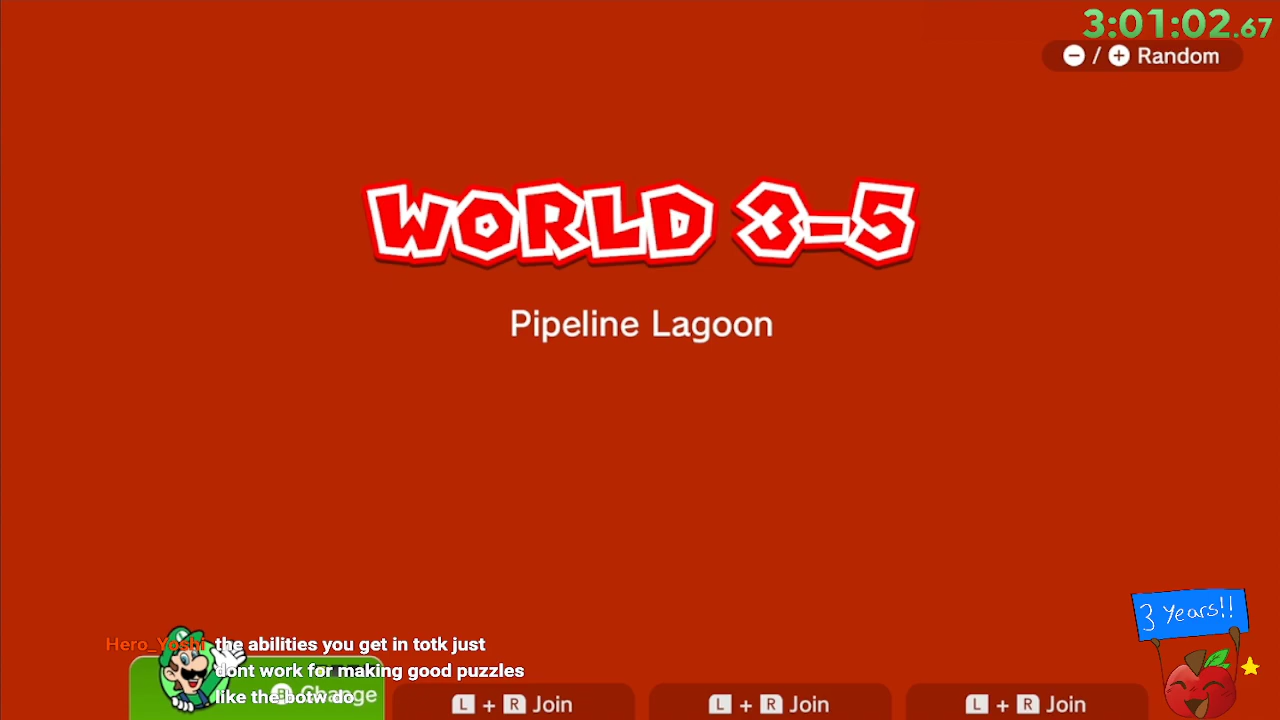 3:01:02.67
- / + Random
WORLD 3-5
Pipeline Lagoon
3 Years!!
Hero_Yoshi the abilities you get in totk just
dont work for making good puzzles
like the botw do
Change
L + R Join
L + R Join
L + R Join